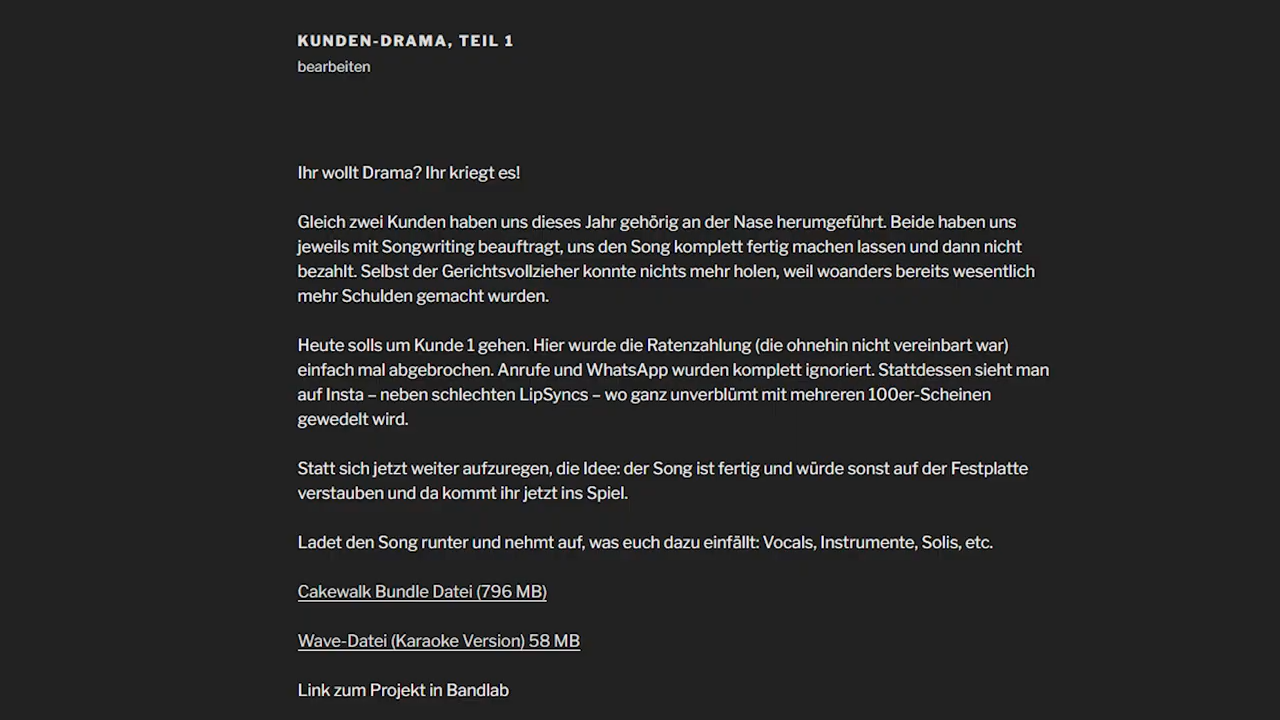 KUNDEN-DRAMA, TEIL 1
bearbeiten
Ihr wollt Drama? Ihr kriegt es!
Gleich zwei Kunden haben uns dieses Jahr gehörig an der Nase herumgeführt. Beide haben uns
jeweils mit Songwriting beauftragt, uns den Song komplett fertig machen lassen und dann nicht
bezahlt. Selbst der Gerichtsvollzieher konnte nichts mehr holen, weil woanders bereits wesentlich
mehr Schulden gemacht wurden.
Heute solls um Kunde 1 gehen. Hier wurde die Ratenzahlung (die ohnehin nicht vereinbart war)
einfach mal abgebrochen. Anrufe und WhatsApp wurden komplett ignoriert. Stattdessen sieht man
auf Insta – neben schlechten LipSyncs – wo ganz unverblümt mit mehreren 100er-Scheinen
gewedelt wird.
Statt sich jetzt weiter aufzuregen, die Idee: der Song ist fertig und würde sonst auf der Festplatte
verstauben und da kommt ihr jetzt ins Spiel.
Ladet den Song runter und nehmt auf, was euch dazu einfällt: Vocals, Instrumente, Solis, etc.
Cakewalk Bundle Datei (796 MB)
Wave-Datei (Karaoke Version) 58 MB
Link zum Projekt in Bandlab